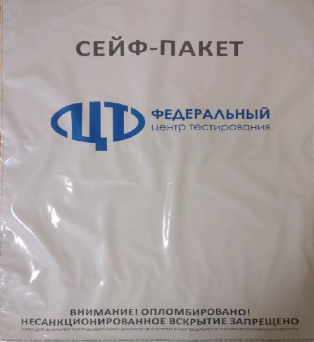 СЕЙФ-ПАКЕТ
ЦТ
ФЕДЕРАЛЬНЫЙ
центр тестирования
ВНИМАНИЕ! ОПЛОМБИРОВАНО!
НЕСАНКЦИОНИРОВАННОЕ ВСКРЫТИЕ ЗАПРЕЩЕНО